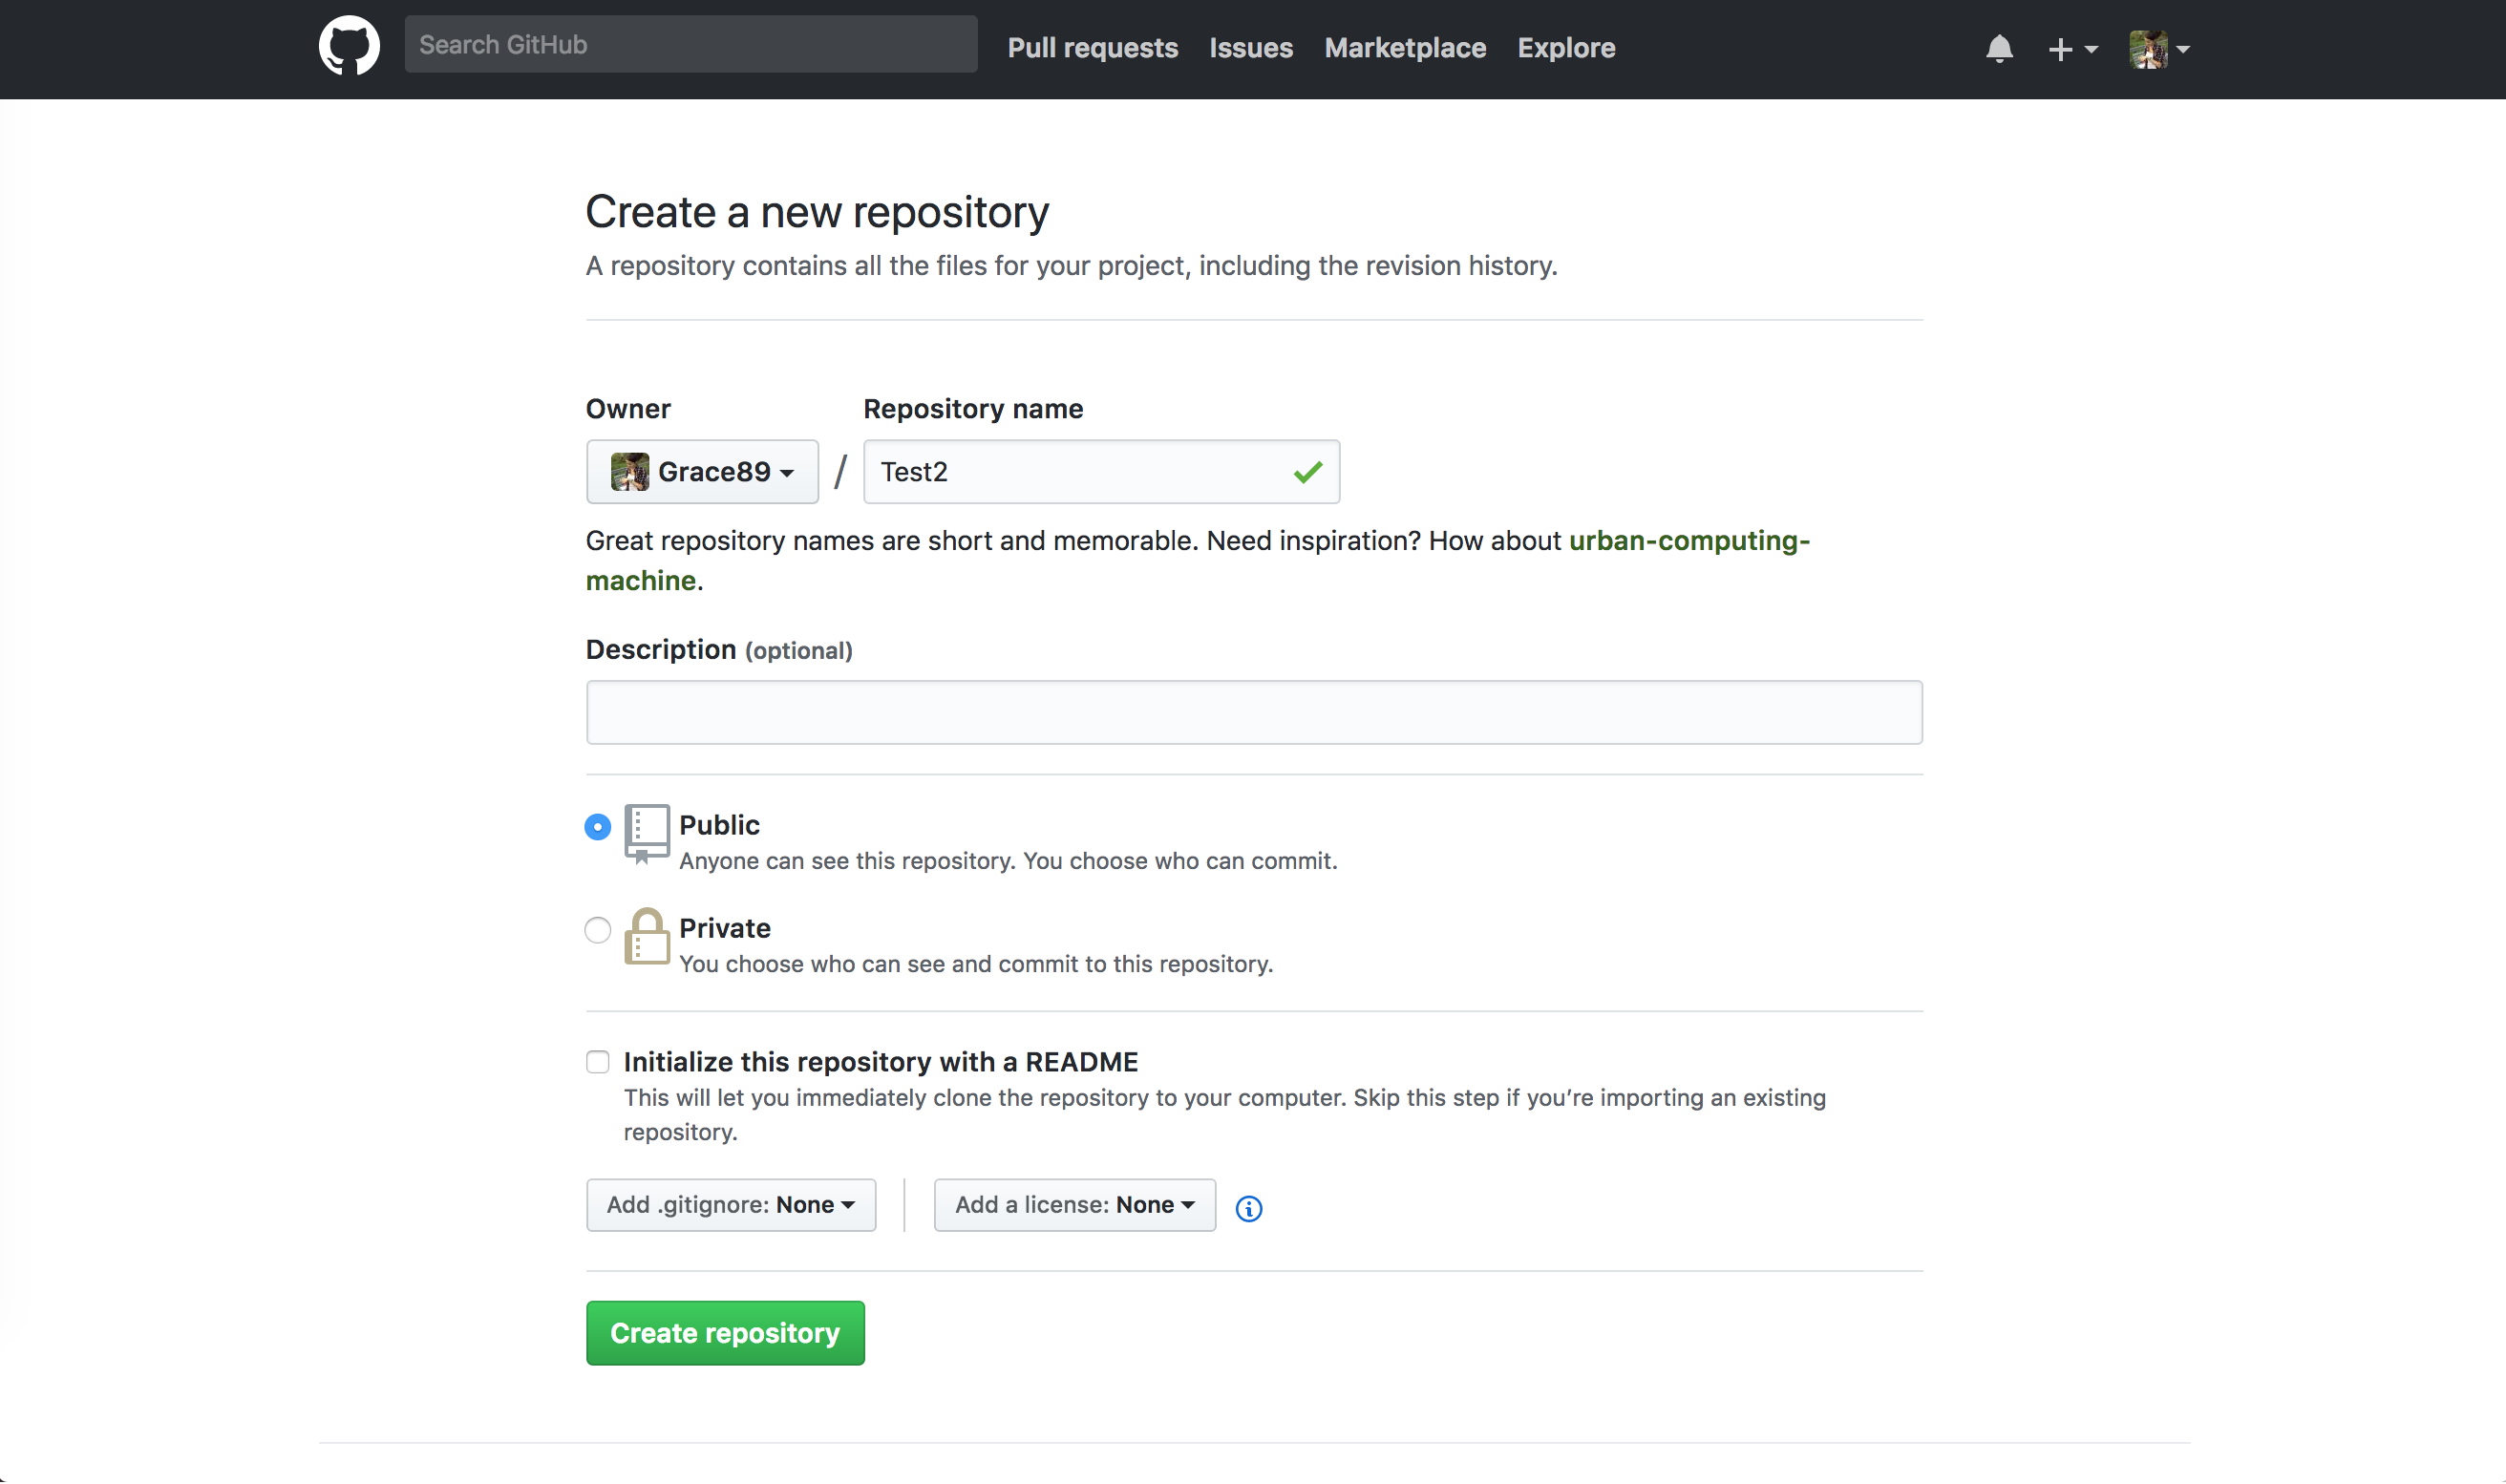 Search GitHub
Pull requests Issues Marketplace Explore
Create a new repository
A repository contains all the files for your project, including the revision history.
Owner Repository name
Grace89 / Test2
Great repository names are short and memorable. Need inspiration? How about urban-computing-
machine.
Description (optional)
Public
Anyone can see this repository. You choose who can commit.
Private
You choose who can see and commit to this repository.
Initialize this repository with a README
This will let you immediately clone the repository to your computer. Skip this step if you’re importing an existing
repository.
Add .gitignore: None Add a license: None
Create repository